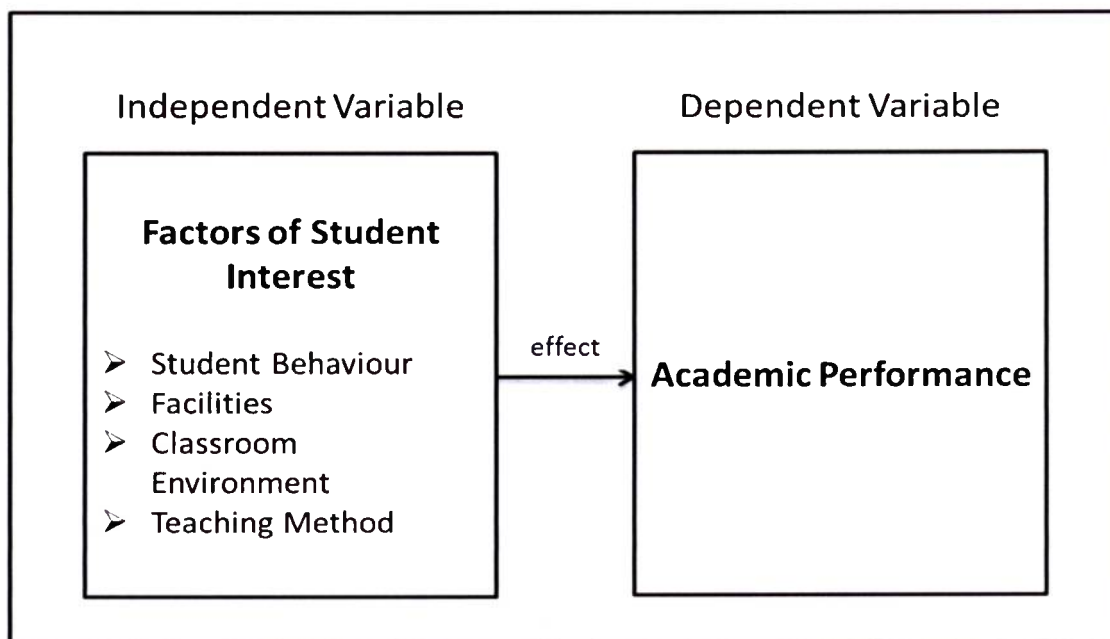 Independent Variable
Dependent Variable
Factors of Student
Interest
➢ Student Behaviour
➢ Facilities
➢ Classroom
Environment
➢ Teaching Method
effect
Academic Performance